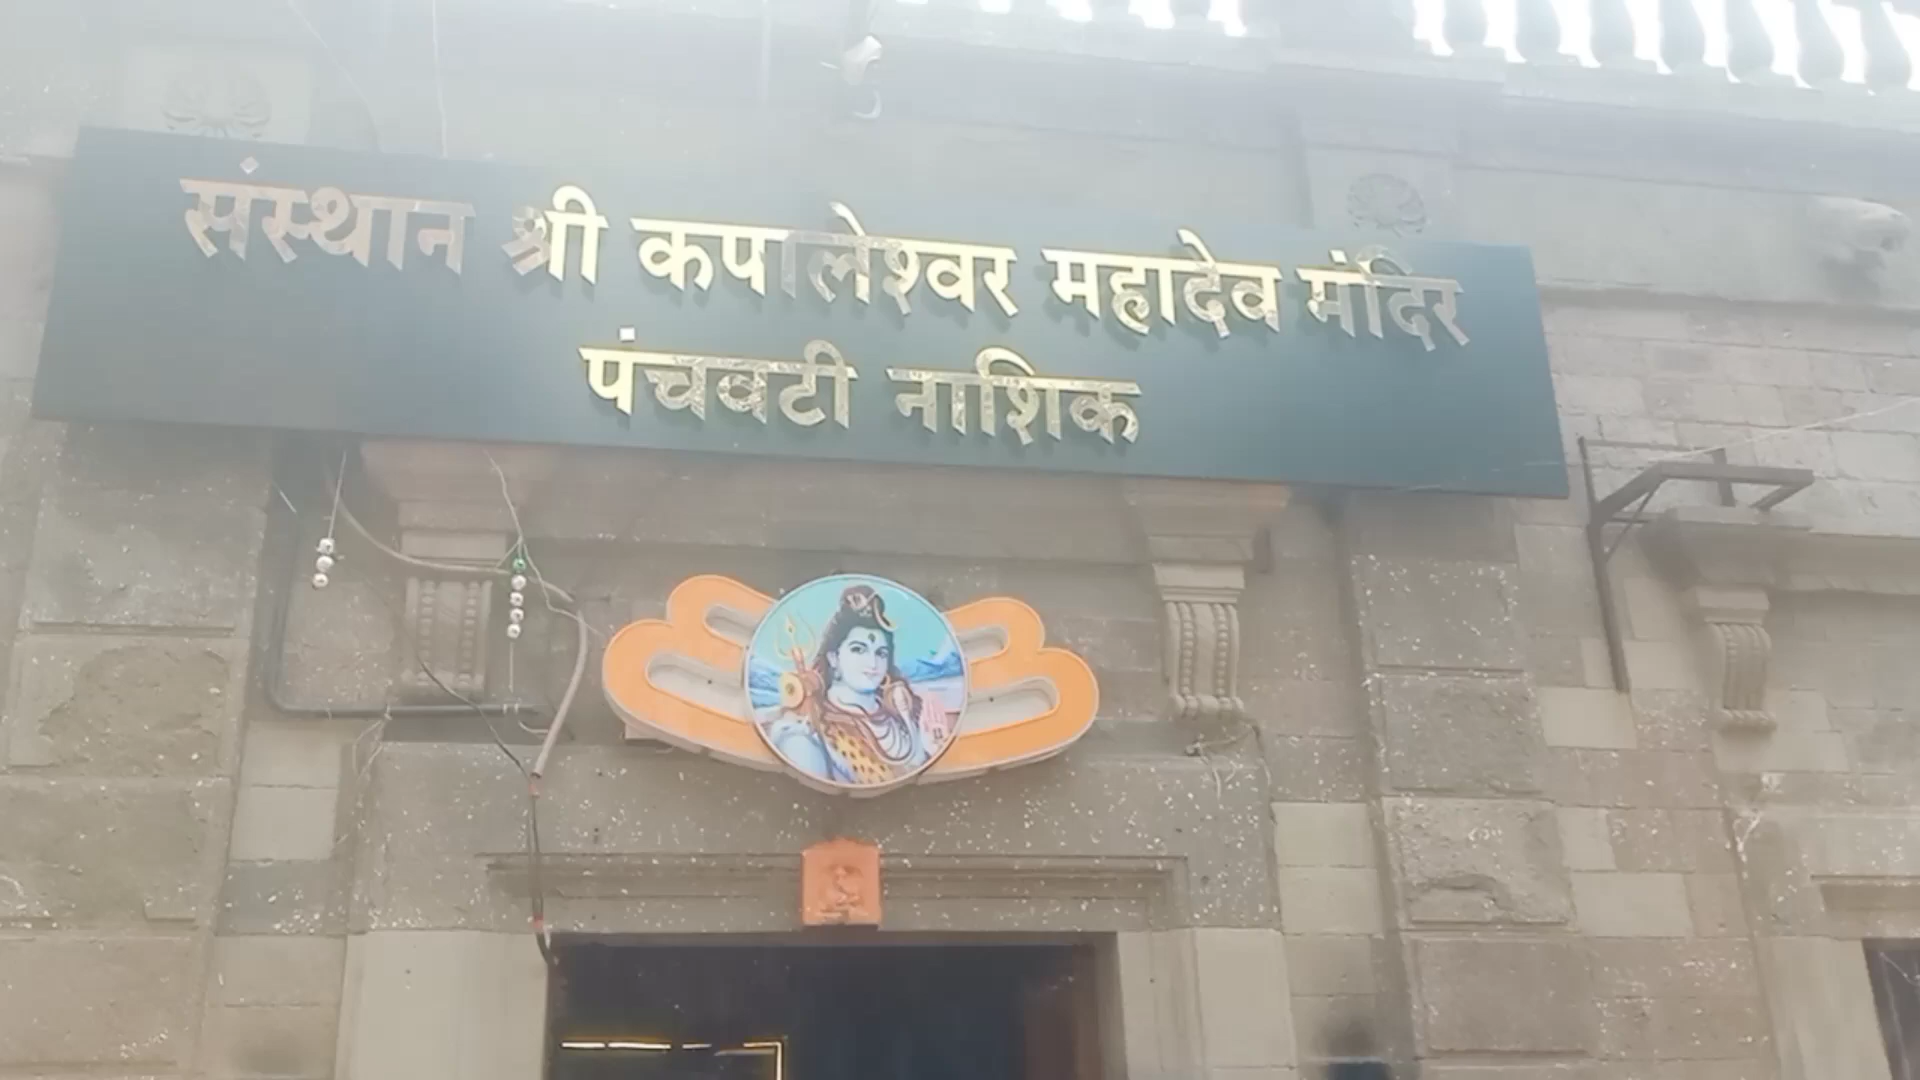 संस्थान श्री कपालेश्वर महादेव मंदिर
पंचवटी नाशिक